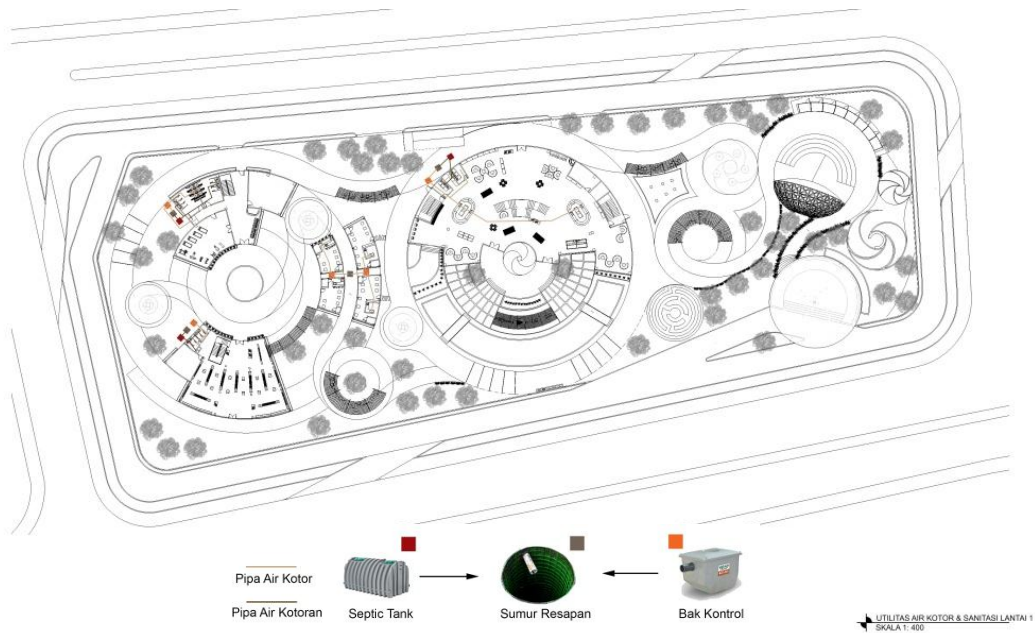 Pipa Air Kotor
Pipa Air Kotoran
Septic Tank
Sumur Resapan
Bak Kontrol
UTILITAS AIR KOTOR & SANITASI LANTAI 1
SKALA 1: 400